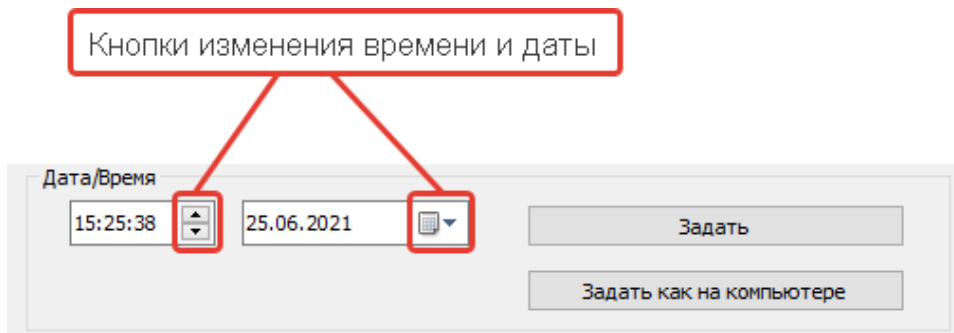 Кнопки изменения времени и даты
Дата/Время
15:25:38
25.06.2021
Задать
Задать как на компьютере